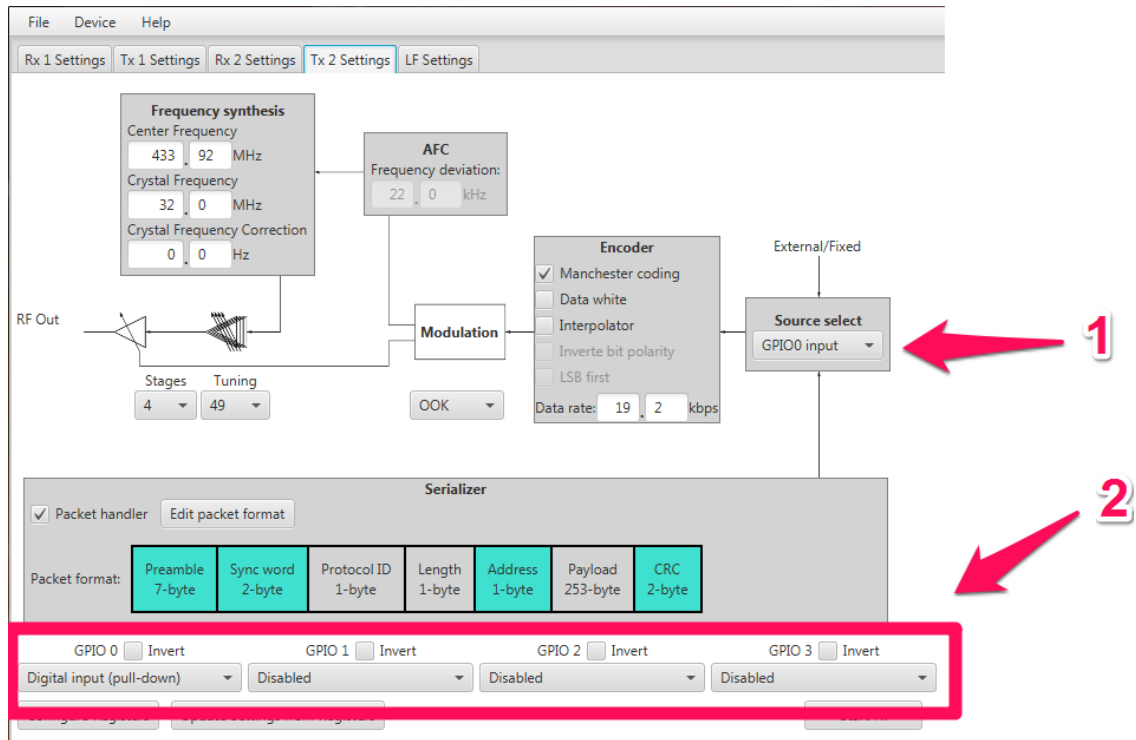 File Device Help
Rx 1 Settings Tx 1 Settings Rx 2 Settings Tx 2 Settings LF Settings
Frequency synthesis
Center Frequency
433 . 92 MHz
Crystal Frequency
32 . 0 MHz
Crystal Frequency Correction
0 . 0 Hz
AFC
Frequency deviation:
22 . 0 kHz
Encoder
Manchester coding
Data white
Interpolator
Inverte bit polarity
LSB first
Data rate: 19 . 2 kbps
External/Fixed
Source select
GPIO0 input
1
RF Out
Modulation
Stages Tuning
4 49
OOK
Serializer
Packet handler Edit packet format
2
Packet format:
Preamble
7-byte
Sync word
2-byte
Protocol ID
1-byte
Length
1-byte
Address
1-byte
Payload
253-byte
CRC
2-byte
GPIO 0 Invert GPIO 1 Invert GPIO 2 Invert GPIO 3 Invert
Digital input (pull-down) Disabled Disabled Disabled